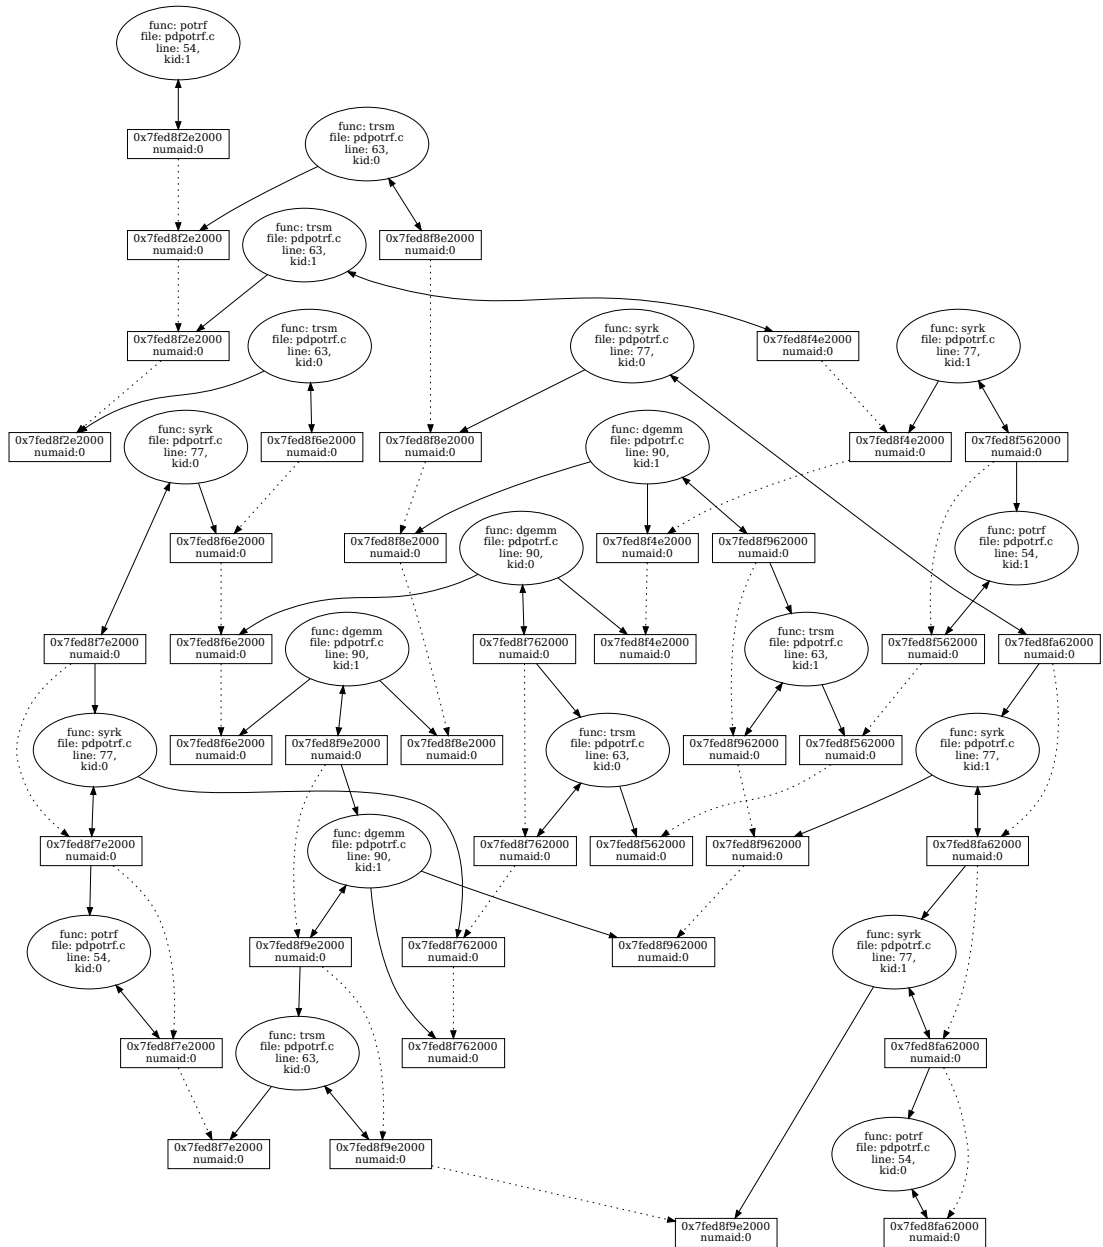 func: potrf
file: pdpotrf.c
line: 54,
kid:1
0x7fed8f2e2000
numaid:0
func: trsm
file: pdpotrf.c
line: 63,
kid:0
0x7fed8f2e2000
numaid:0
func: trsm
file: pdpotrf.c
line: 63,
kid:1
0x7fed8f8e2000
numaid:0
0x7fed8f2e2000
numaid:0
func: trsm
file: pdpotrf.c
line: 63,
kid:0
func: syrk
file: pdpotrf.c
line: 77,
kid:0
0x7fed8f4e2000
numaid:0
func: syrk
file: pdpotrf.c
line: 77,
kid:1
0x7fed8f2e2000
numaid:0
func: syrk
file: pdpotrf.c
line: 77,
kid:0
0x7fed8f6e2000
numaid:0
0x7fed8f8e2000
numaid:0
func: dgemm
file: pdpotrf.c
line: 90,
kid:1
0x7fed8f4e2000
numaid:0
0x7fed8f562000
numaid:0
0x7fed8f6e2000
numaid:0
0x7fed8f8e2000
numaid:0
func: dgemm
file: pdpotrf.c
line: 90,
kid:0
0x7fed8f4e2000
numaid:0
0x7fed8f962000
numaid:0
func: potrf
file: pdpotrf.c
line: 54,
kid:1
0x7fed8f7e2000
numaid:0
0x7fed8f6e2000
numaid:0
func: dgemm
file: pdpotrf.c
line: 90,
kid:1
0x7fed8f762000
numaid:0
0x7fed8f4e2000
numaid:0
func: trsm
file: pdpotrf.c
line: 63,
kid:1
0x7fed8f562000
numaid:0
0x7fed8fa62000
numaid:0
func: syrk
file: pdpotrf.c
line: 77,
kid:0
0x7fed8f6e2000
numaid:0
0x7fed8f9e2000
numaid:0
0x7fed8f8e2000
numaid:0
func: trsm
file: pdpotrf.c
line: 63,
kid:0
0x7fed8f962000
numaid:0
0x7fed8f562000
numaid:0
func: syrk
file: pdpotrf.c
line: 77,
kid:1
0x7fed8f7e2000
numaid:0
func: dgemm
file: pdpotrf.c
line: 90,
kid:1
0x7fed8f762000
numaid:0
0x7fed8f562000
numaid:0
0x7fed8f962000
numaid:0
0x7fed8fa62000
numaid:0
func: potrf
file: pdpotrf.c
line: 54,
kid:0
0x7fed8f9e2000
numaid:0
0x7fed8f762000
numaid:0
0x7fed8f962000
numaid:0
func: syrk
file: pdpotrf.c
line: 77,
kid:1
0x7fed8f7e2000
numaid:0
func: trsm
file: pdpotrf.c
line: 63,
kid:0
0x7fed8f762000
numaid:0
0x7fed8fa62000
numaid:0
0x7fed8f7e2000
numaid:0
0x7fed8f9e2000
numaid:0
func: potrf
file: pdpotrf.c
line: 54,
kid:0
0x7fed8f9e2000
numaid:0
0x7fed8fa62000
numaid:0